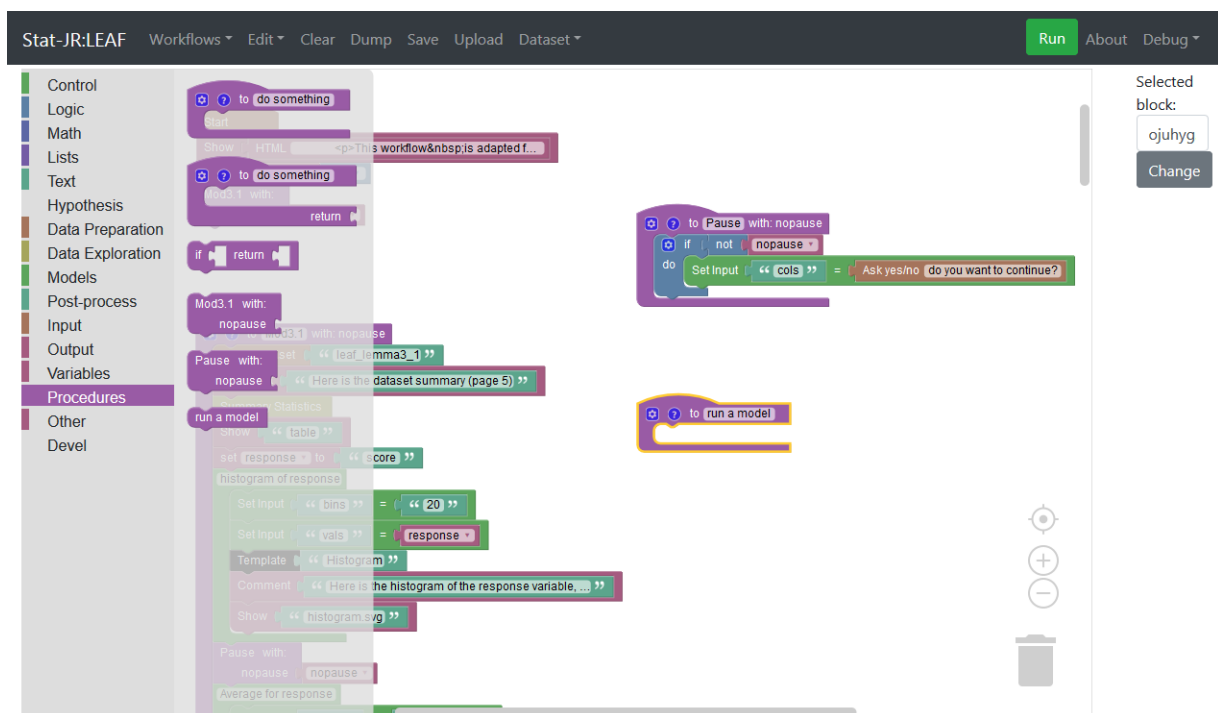 Stat-JR:LEAF Workflows Edit Clear Dump Save Upload Dataset Run About Debug
Control
Logic
Math
Lists
Text
Hypothesis
Data Preparation
Data Exploration
Models
Post-process
Input
Output
Variables
Procedures
Other
Devel
? to do something
Start
Show HTML <p>This workflow&nbsp;is adapted f...
? to do something
Mod3.1 with:
return
if return
Mod3.1 with:
nopause
Pause with:
nopause
run a model
to Mod3.1 with: nopause
set “ leaf_lemma3_1 ”
“ Here is the dataset summary (page 5) ”
Summary Statistics
Show “ table ”
set response to “ score ”
histogram of response
Set Input “ bins ” = “ 20 ”
Set Input “ vals ” = response
Template “ Histogram ”
Comment “ Here is the histogram of the response variable, ... ”
Show “ histogram.svg ”
Pause with:
nopause nopause
Average for response
? to Pause with: nopause
if not nopause
do Set Input “ cols ” = Ask yes/no do you want to continue?
? to run a model
Selected
block:
ojuhyg
Change